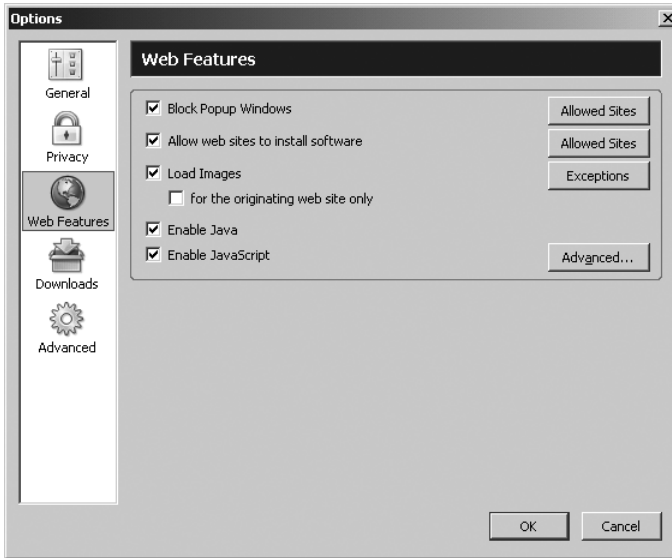 Options
General
Privacy
Web Features
Downloads
Advanced
Web Features
Block Popup Windows
Allowed Sites
Allow web sites to install software
Allowed Sites
Load Images
Exceptions
for the originating web site only
Enable Java
Enable JavaScript
Advanced...
OK
Cancel